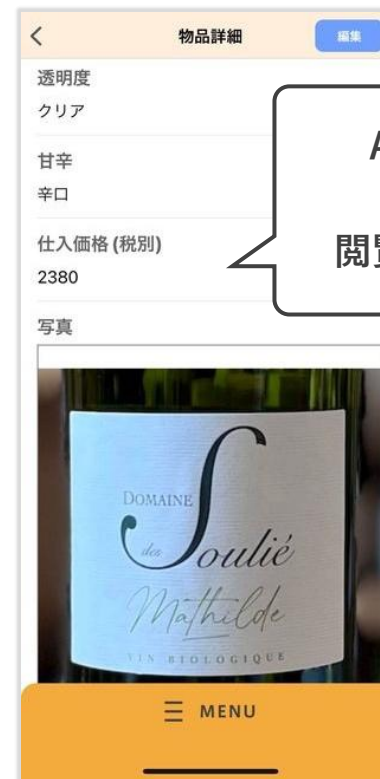 物品詳細
編集
透明度
クリア
甘辛
辛口
仕入価格 (税別)
2380
写真
DOMAINE
des Soulié
Mathilde
VIN BIOLOGIQUE
MENU